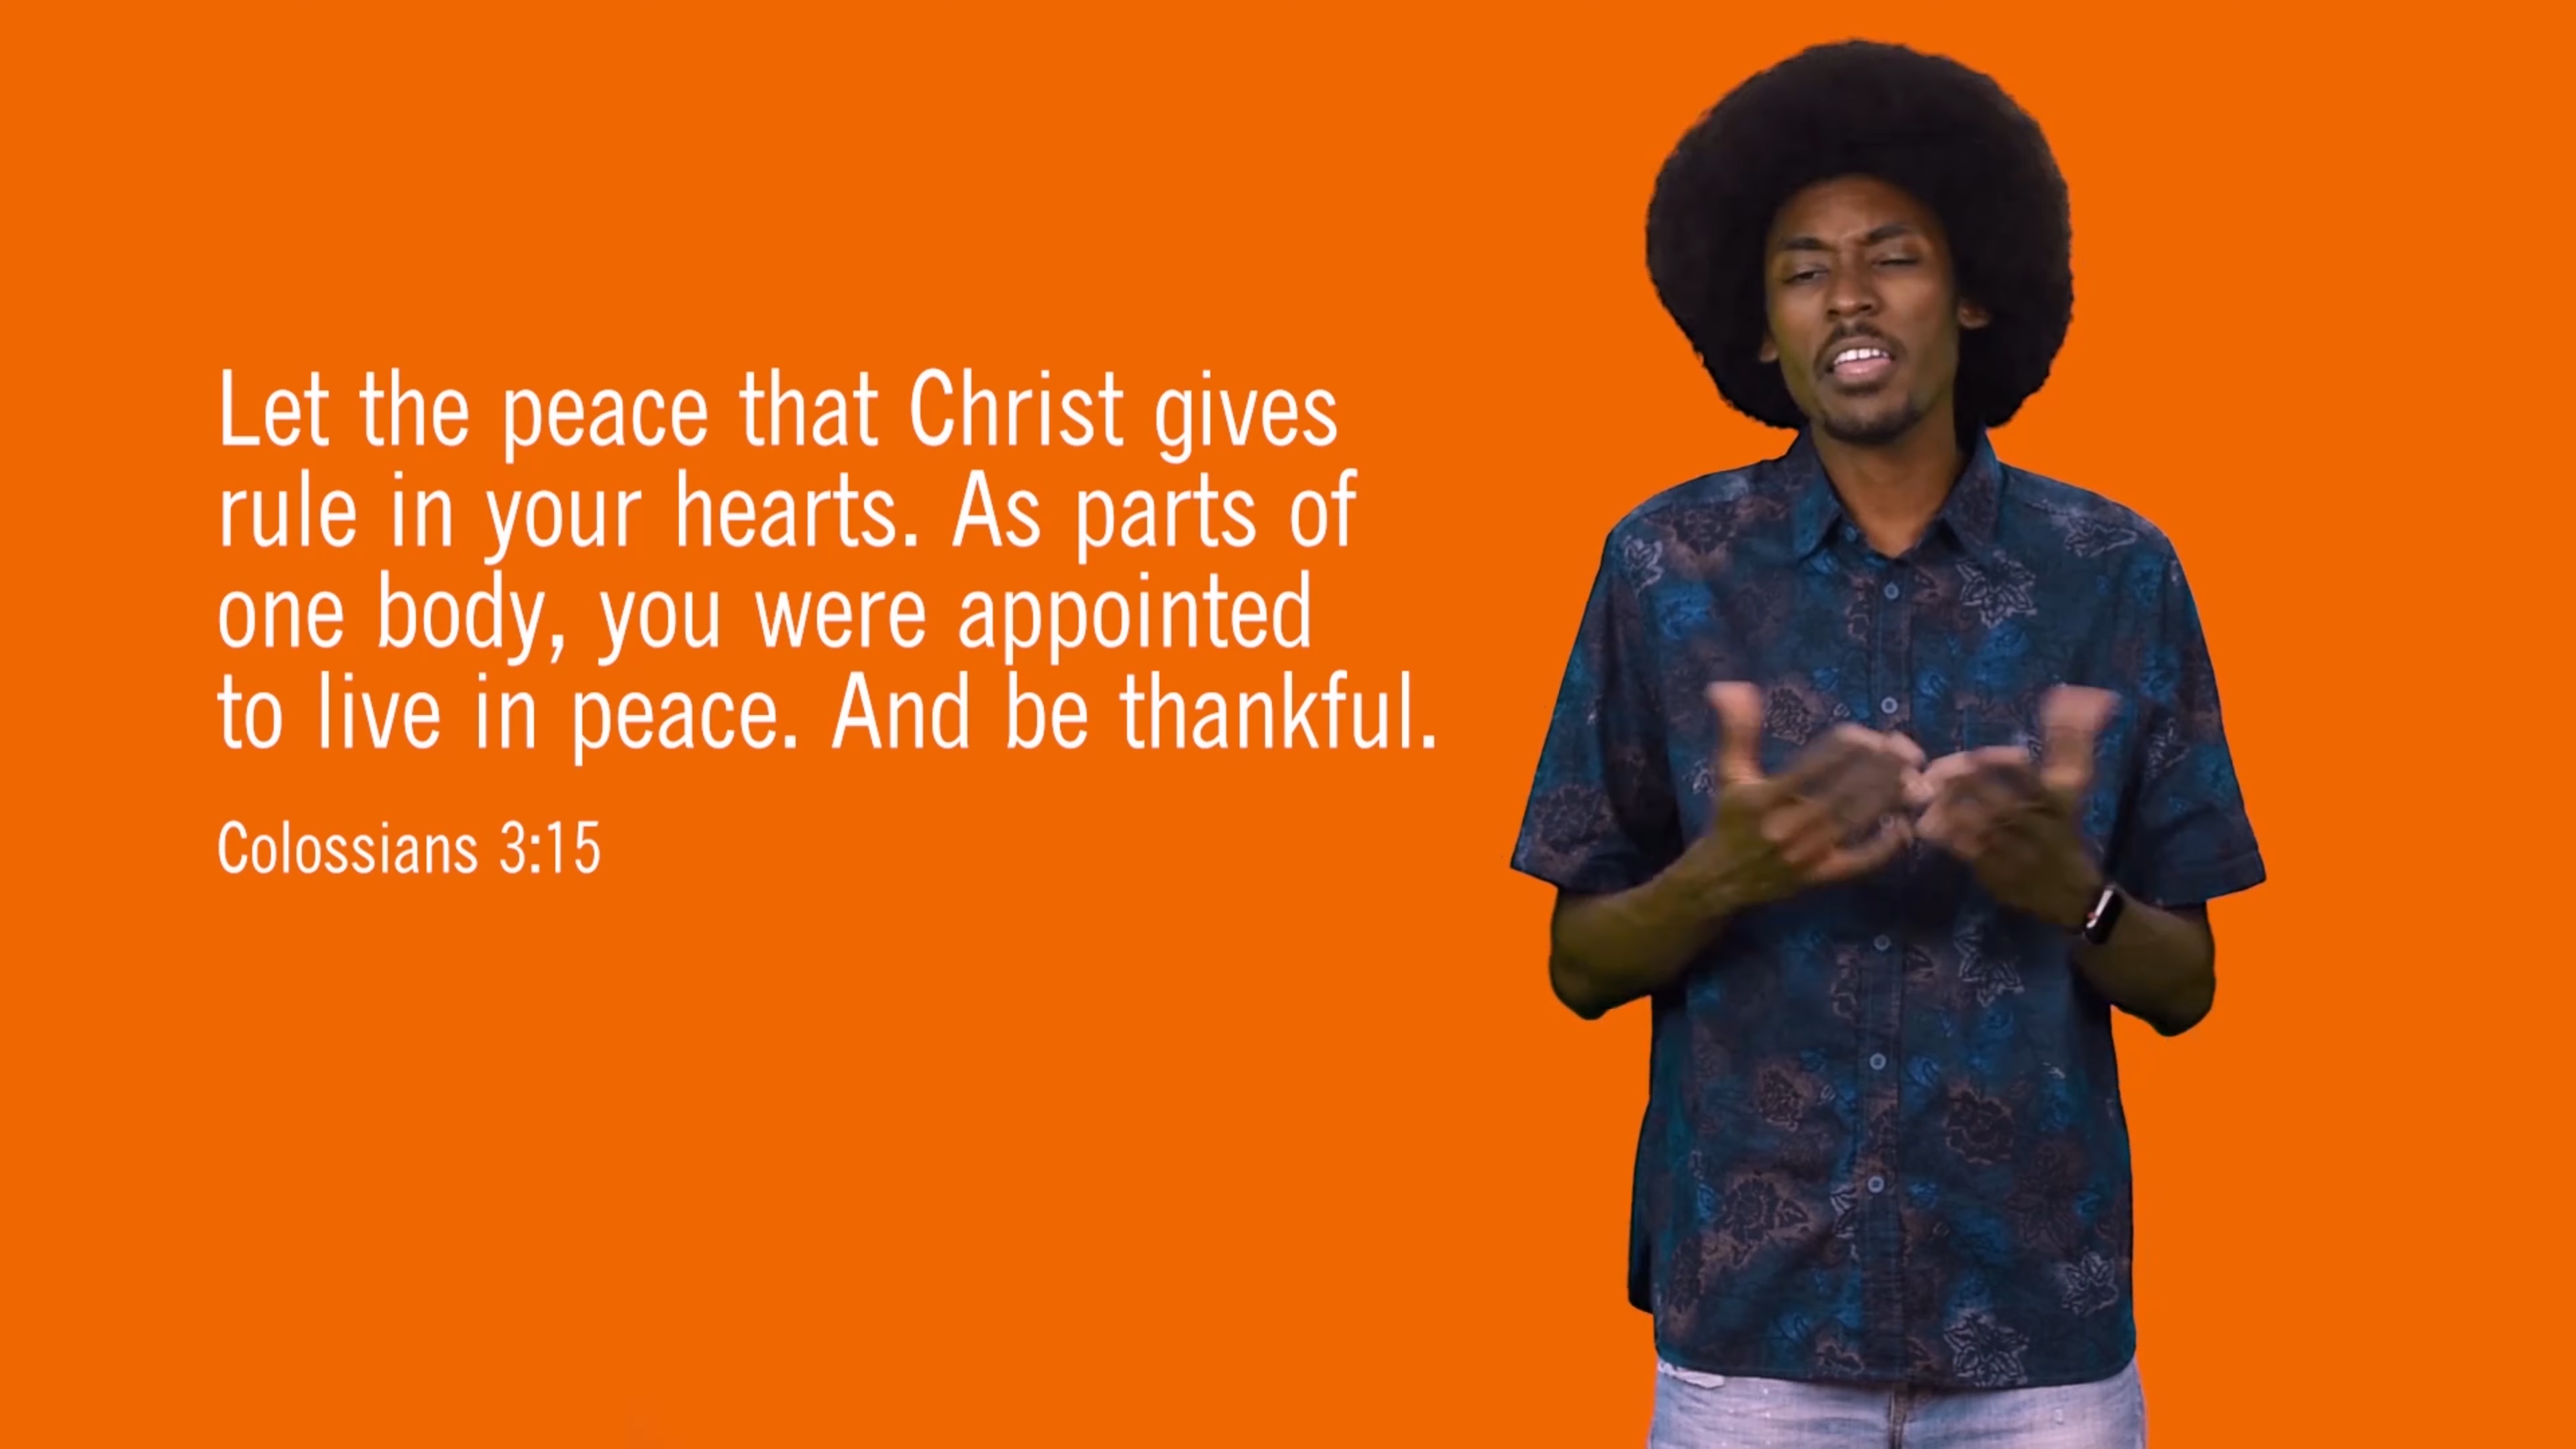 Let the peace that Christ gives
rule in your hearts. As parts of
one body, you were appointed
to live in peace. And be thankful.
Colossians 3:15